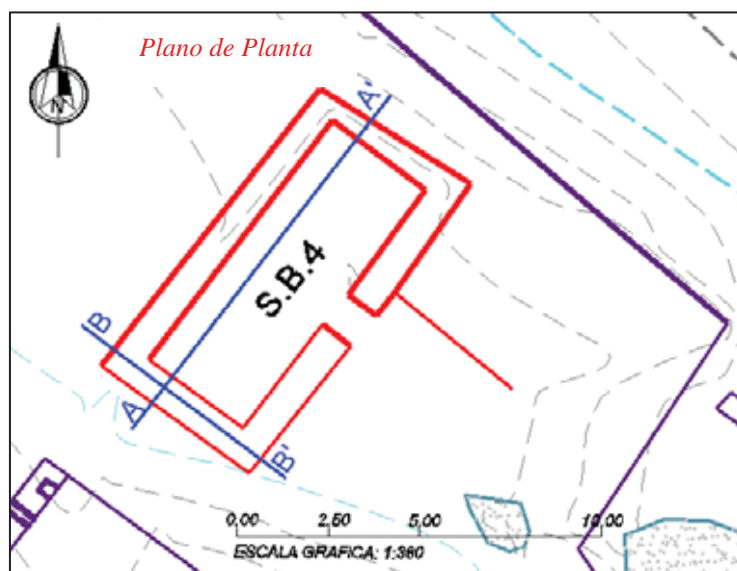 Plano de Planta
N
A'
S.B.4
B
A
B'
0,00 2,50 5,00 10,00
ESCALA GRAFICA: 1:360